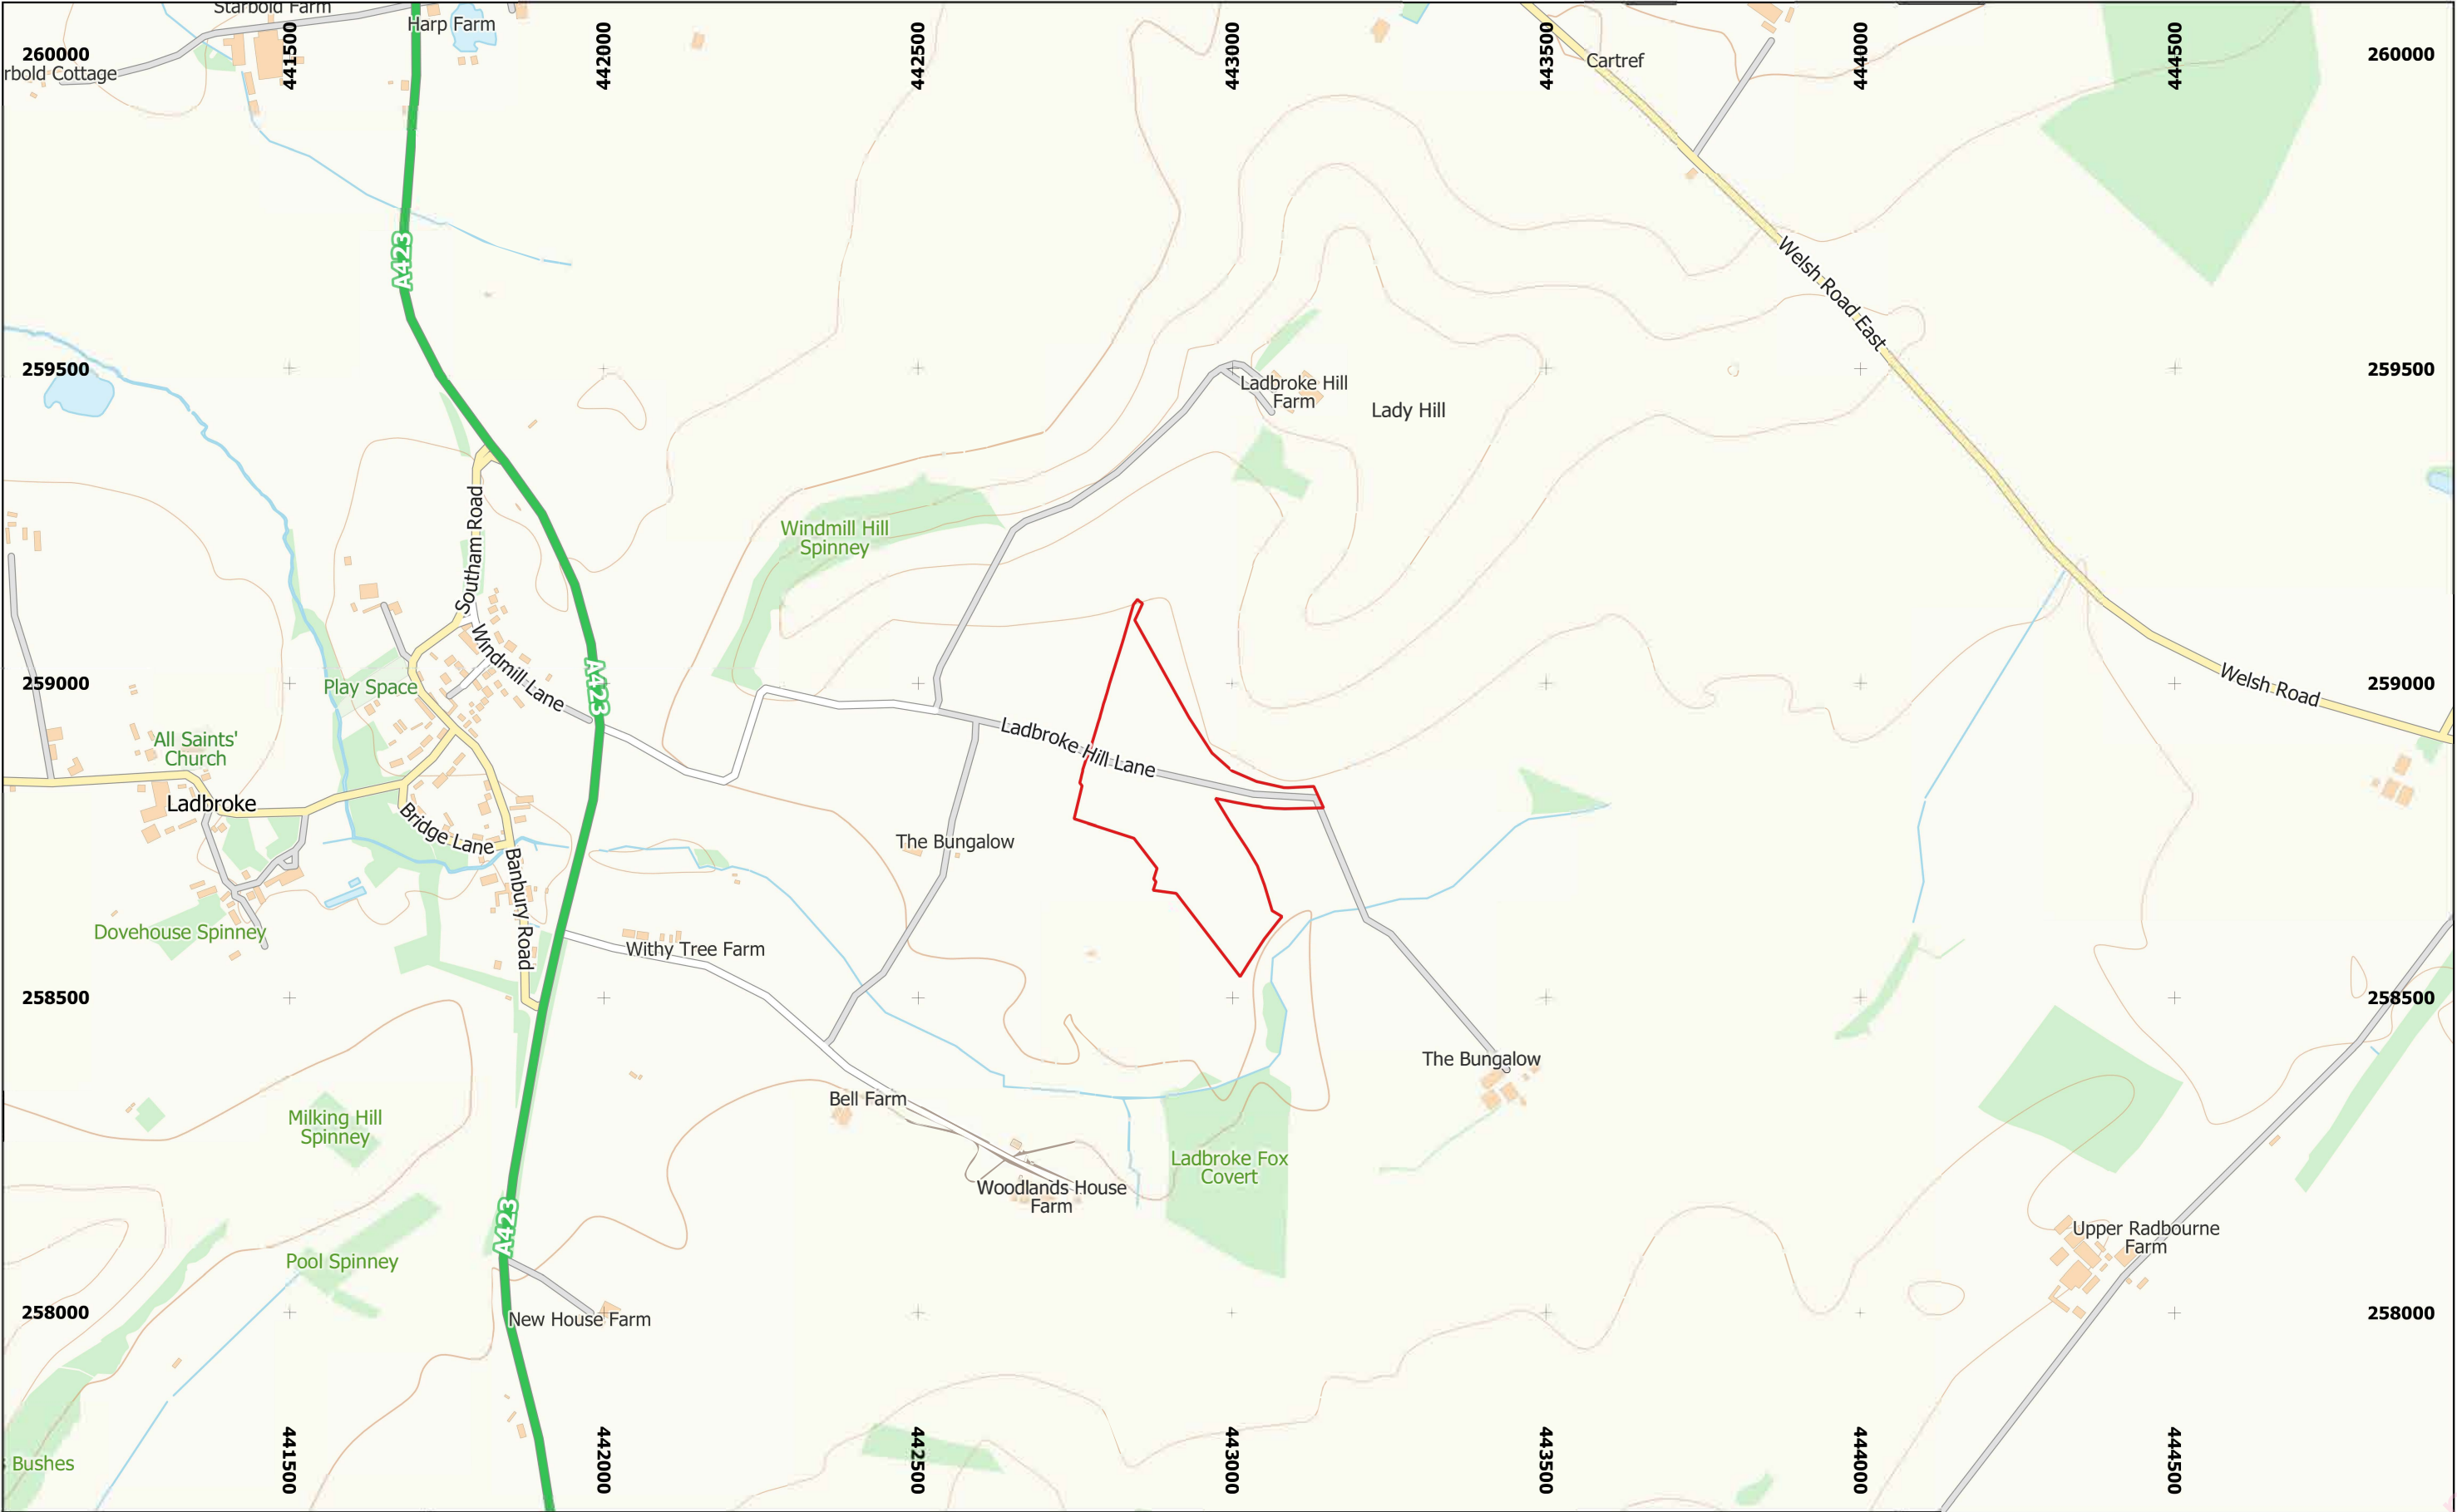 Starbold Farm
Harp Farm
441500
442000
442500
443000
443500
444000
444500
260000
260000
rbold Cottage
Cartref
A423
Welsh Road East
259500
259500
Ladbroke Hill
Farm
Lady Hill
Southam Road
Windmill Hill
Spinney
Windmill Lane
A423
259000
259000
Play Space
Welsh Road
Ladbroke Hill Lane
All Saints'
Church
Ladbroke
Bridge Lane
The Bungalow
Banbury Road
Dovehouse Spinney
Withy Tree Farm
258500
258500
The Bungalow
Bell Farm
Milking Hill
Spinney
Ladbroke Fox
Covert
Woodlands House
Farm
A423
Upper Radbourne
Farm
Pool Spinney
258000
258000
New House Farm
Bushes
441500
442000
442500
443000
443500
444000
444500